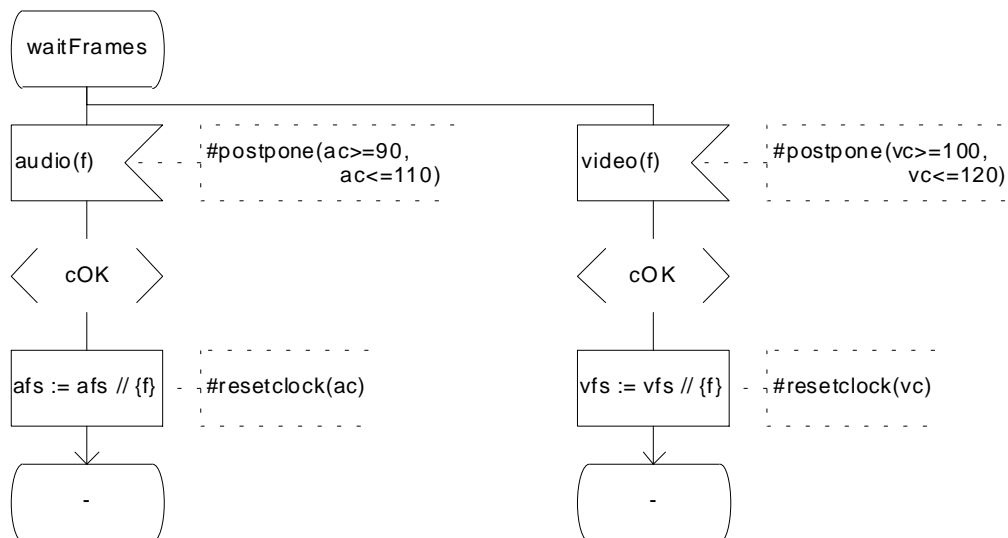 waitFrames
audio(f)
#postpone(ac>=90,
ac<=110)
video(f)
#postpone(vc>=100,
vc<=120)
cOK
cOK
afs := afs // {f}
#resetclock(ac)
vfs := vfs // {f}
#resetclock(vc)
-
-